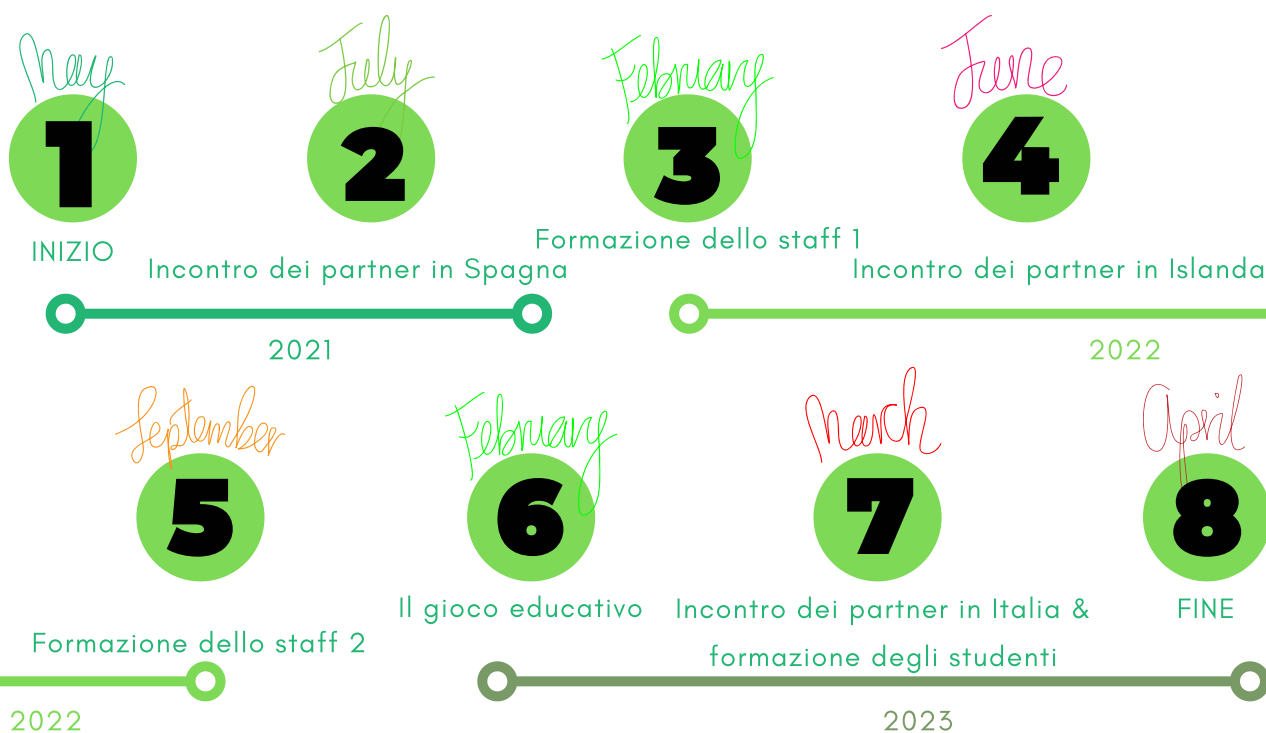 May
1
INIZIO
July
2
Incontro dei partner in Spagna
2021
February
3
Formazione dello staff 1
June
4
Incontro dei partner in Islanda
2022
September
5
Formazione dello staff 2
2022
February
6
Il gioco educativo
March
7
Incontro dei partner in Italia &
formazione degli studenti
2023
April
8
FINE